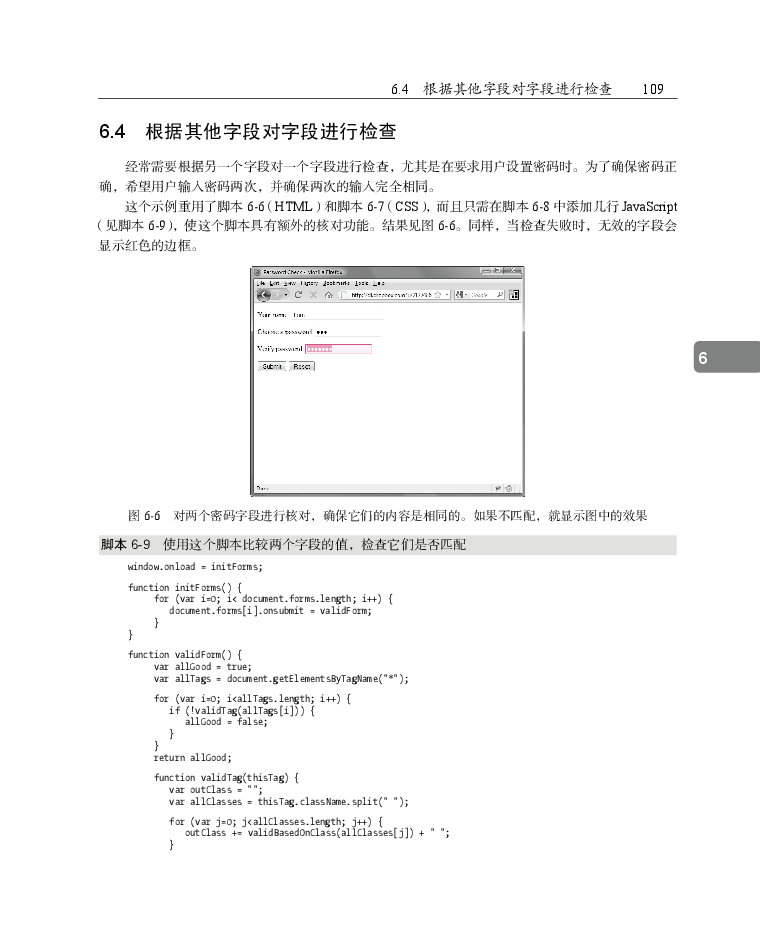 6.4 根据其他字段对字段进行检查 109
6.4 根据其他字段对字段进行检查
经常需要根据另一个字段对一个字段进行检查，尤其是在要求用户设置密码时。为了确保密码正
确，希望用户输入密码两次，并确保两次的输入完全相同。
这个示例重用了脚本 6-6（HTML）和脚本 6-7（CSS），而且只需在脚本 6-8 中添加几行 JavaScript
（见脚本 6-9），使这个脚本具有额外的核对功能。结果见图 6-6。同样，当检查失败时，无效的字段会
显示红色的边框。
Password Check - Mozilla Firefox
File Edit View History Bookmarks Tools Help
Google
Your name: Tom
Choose a password:
Verify password:
Submit Reset
Done
6
图 6-6 对两个密码字段进行核对，确保它们的内容是相同的。如果不匹配，就显示图中的效果
脚本 6-9 使用这个脚本比较两个字段的值，检查它们是否匹配
window.onload = initForms;
function initForms() {
for (var i=0; i< document.forms.length; i++) {
document.forms[i].onsubmit = validForm;
}
}
function validForm() {
var allGood = true;
var allTags = document.getElementsByTagName("*");
for (var i=0; i<allTags.length; i++) {
if (!validTag(allTags[i])) {
allGood = false;
}
}
return allGood;
function validTag(thisTag) {
var outClass = "";
var allClasses = thisTag.className.split(" ");
for (var j=0; j<allClasses.length; j++) {
outClass += validBasedOnClass(allClasses[j]) + " ";
}